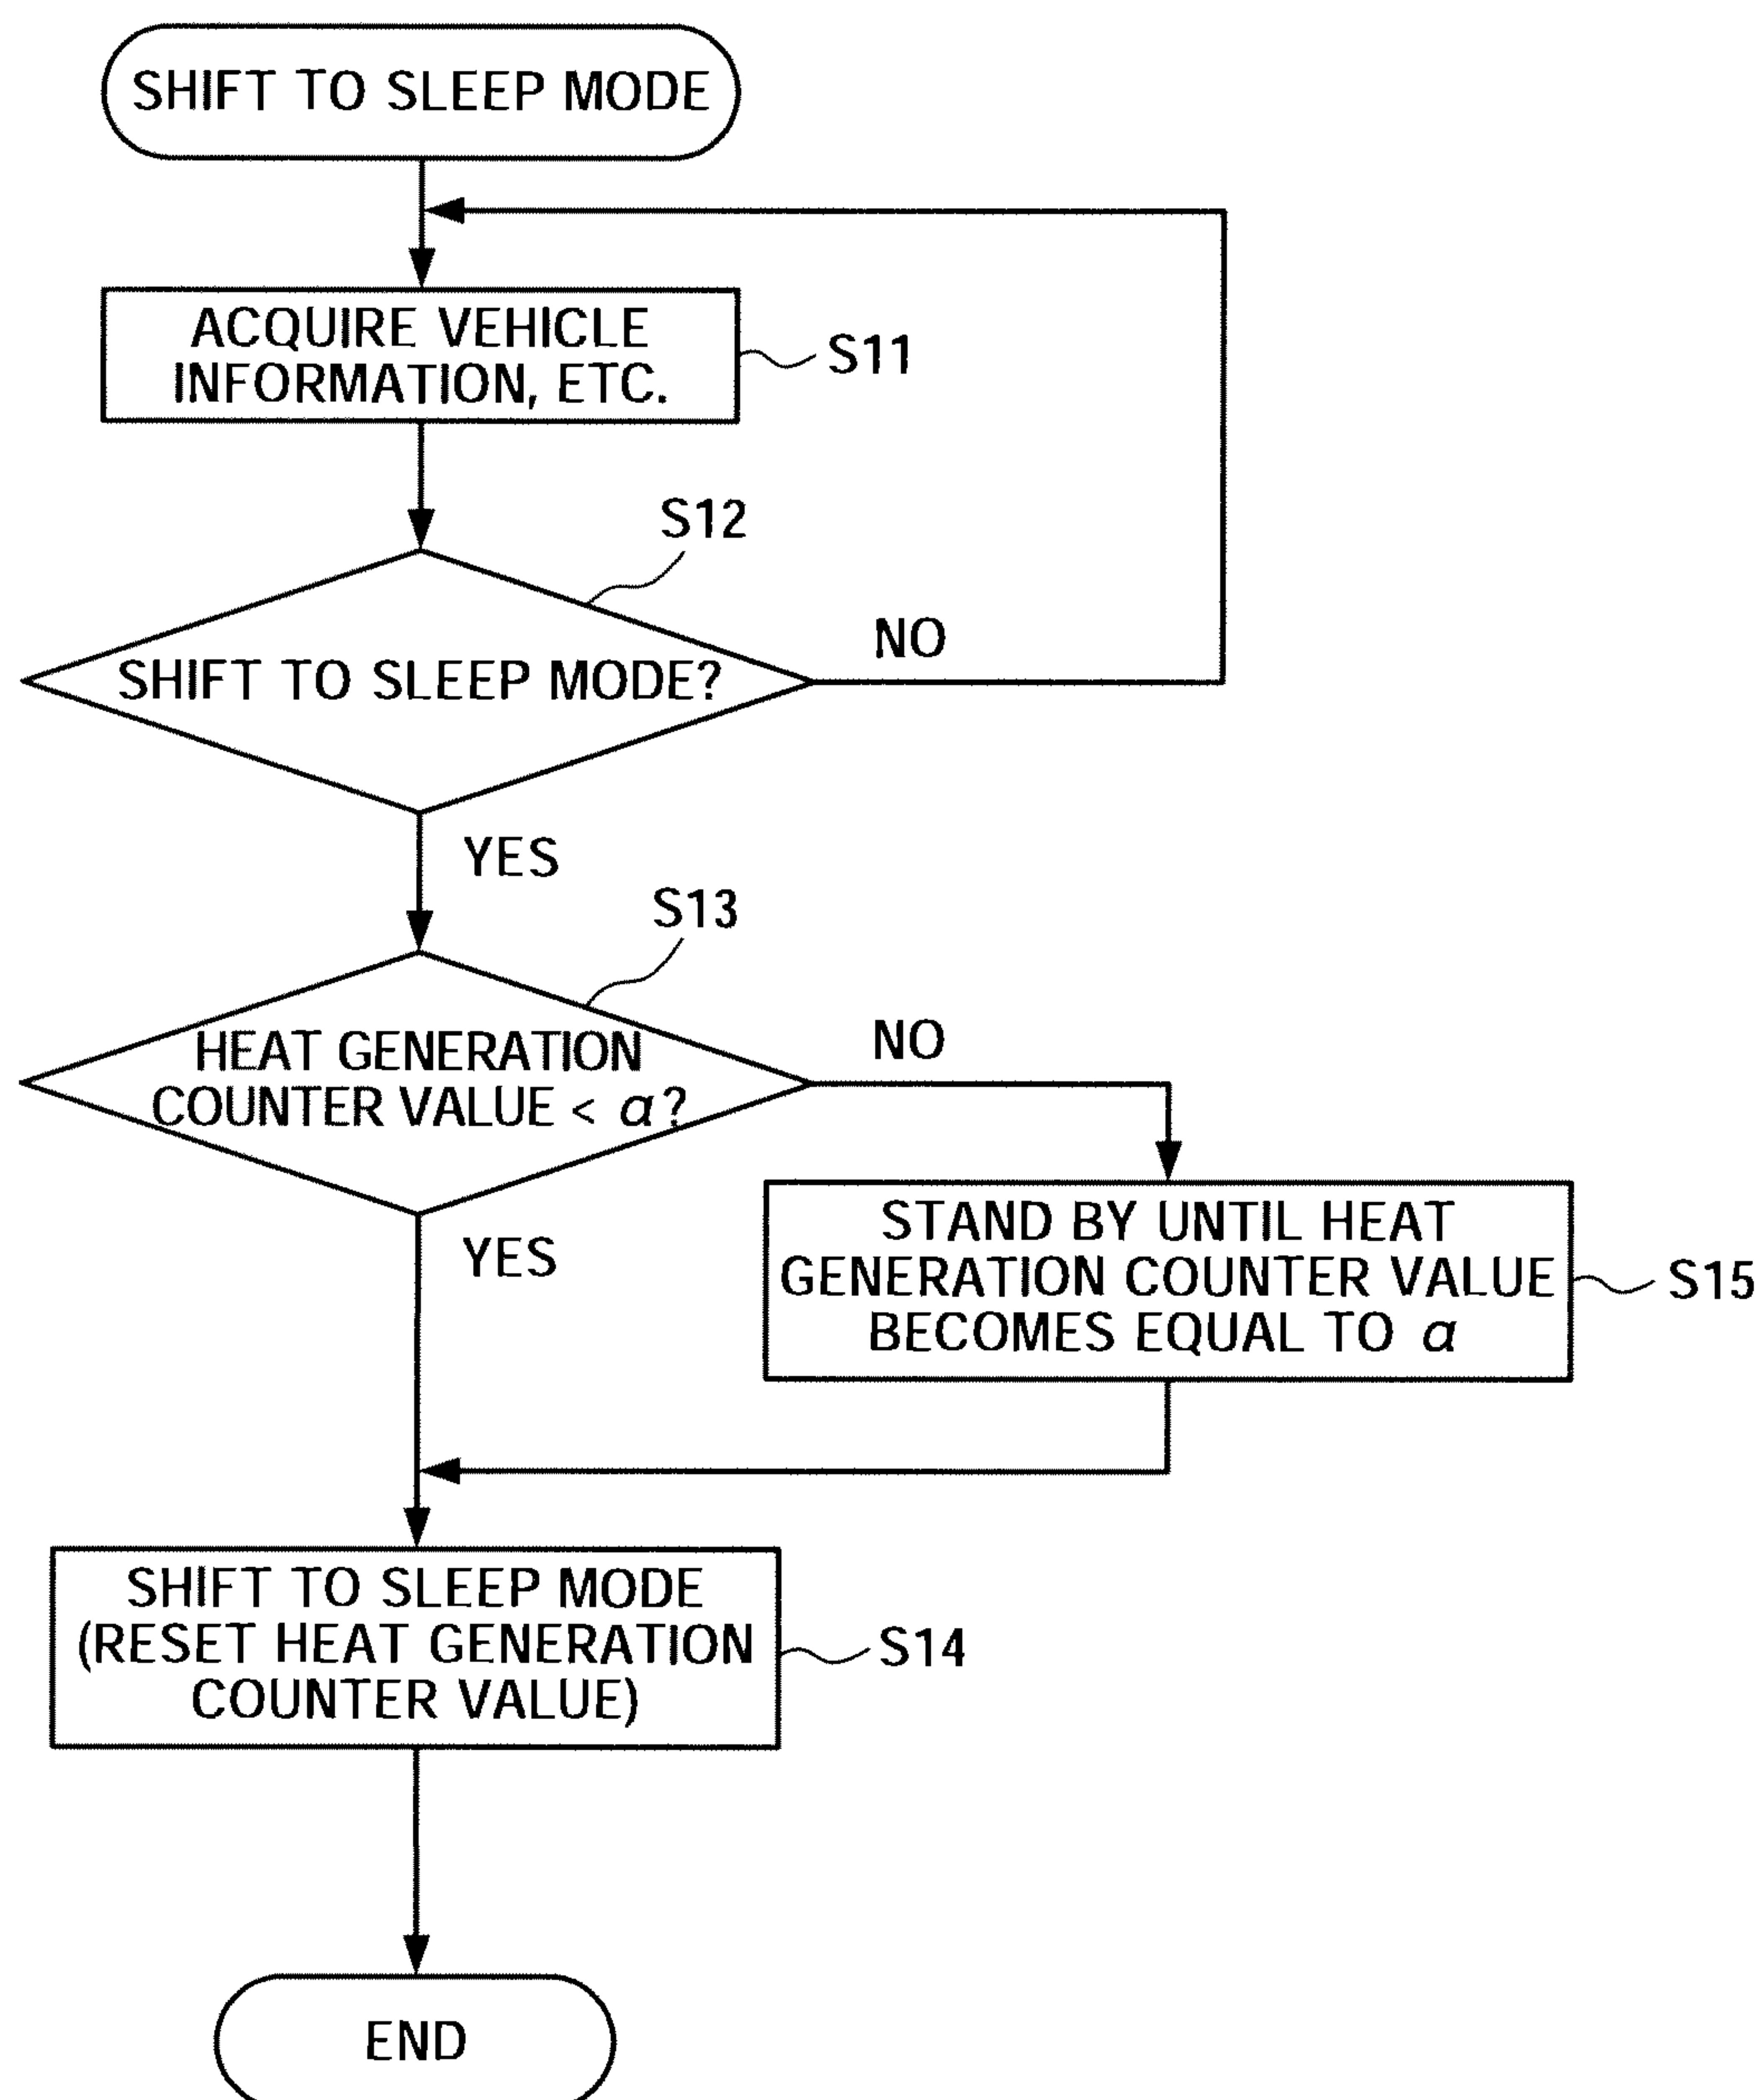 SHIFT TO SLEEP MODE
ACQUIRE VEHICLE
INFORMATION, ETC.
S11
S12
SHIFT TO SLEEP MODE?
NO
YES
S13
HEAT GENERATION
COUNTER VALUE < α?
NO
YES
STAND BY UNTIL HEAT
GENERATION COUNTER VALUE
BECOMES EQUAL TO α
S15
SHIFT TO SLEEP MODE
(RESET HEAT GENERATION
COUNTER VALUE)
S14
END